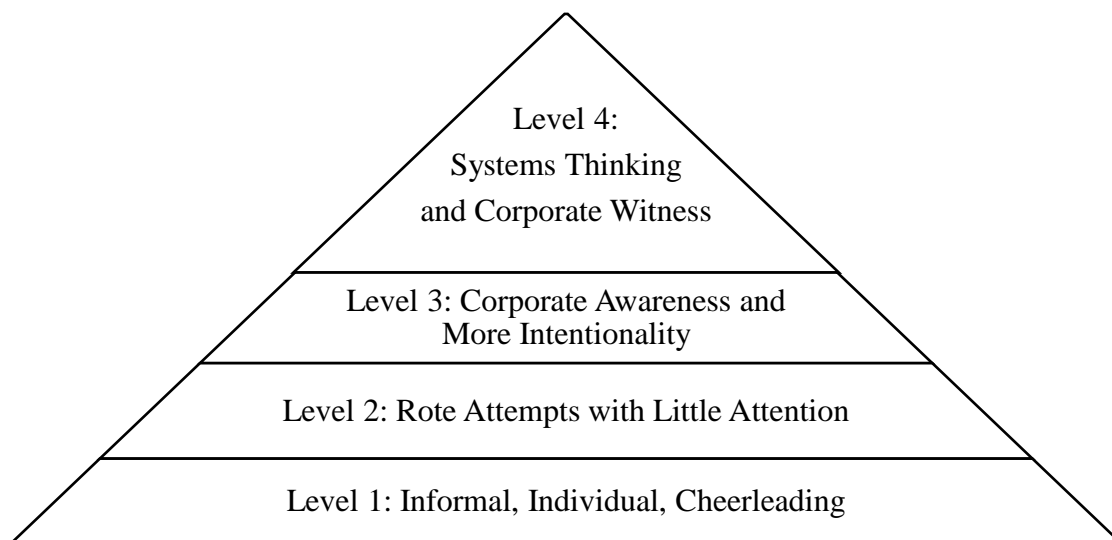 Level 4:
Systems Thinking
and Corporate Witness
Level 3: Corporate Awareness and
More Intentionality
Level 2: Rote Attempts with Little Attention
Level 1: Informal, Individual, Cheerleading